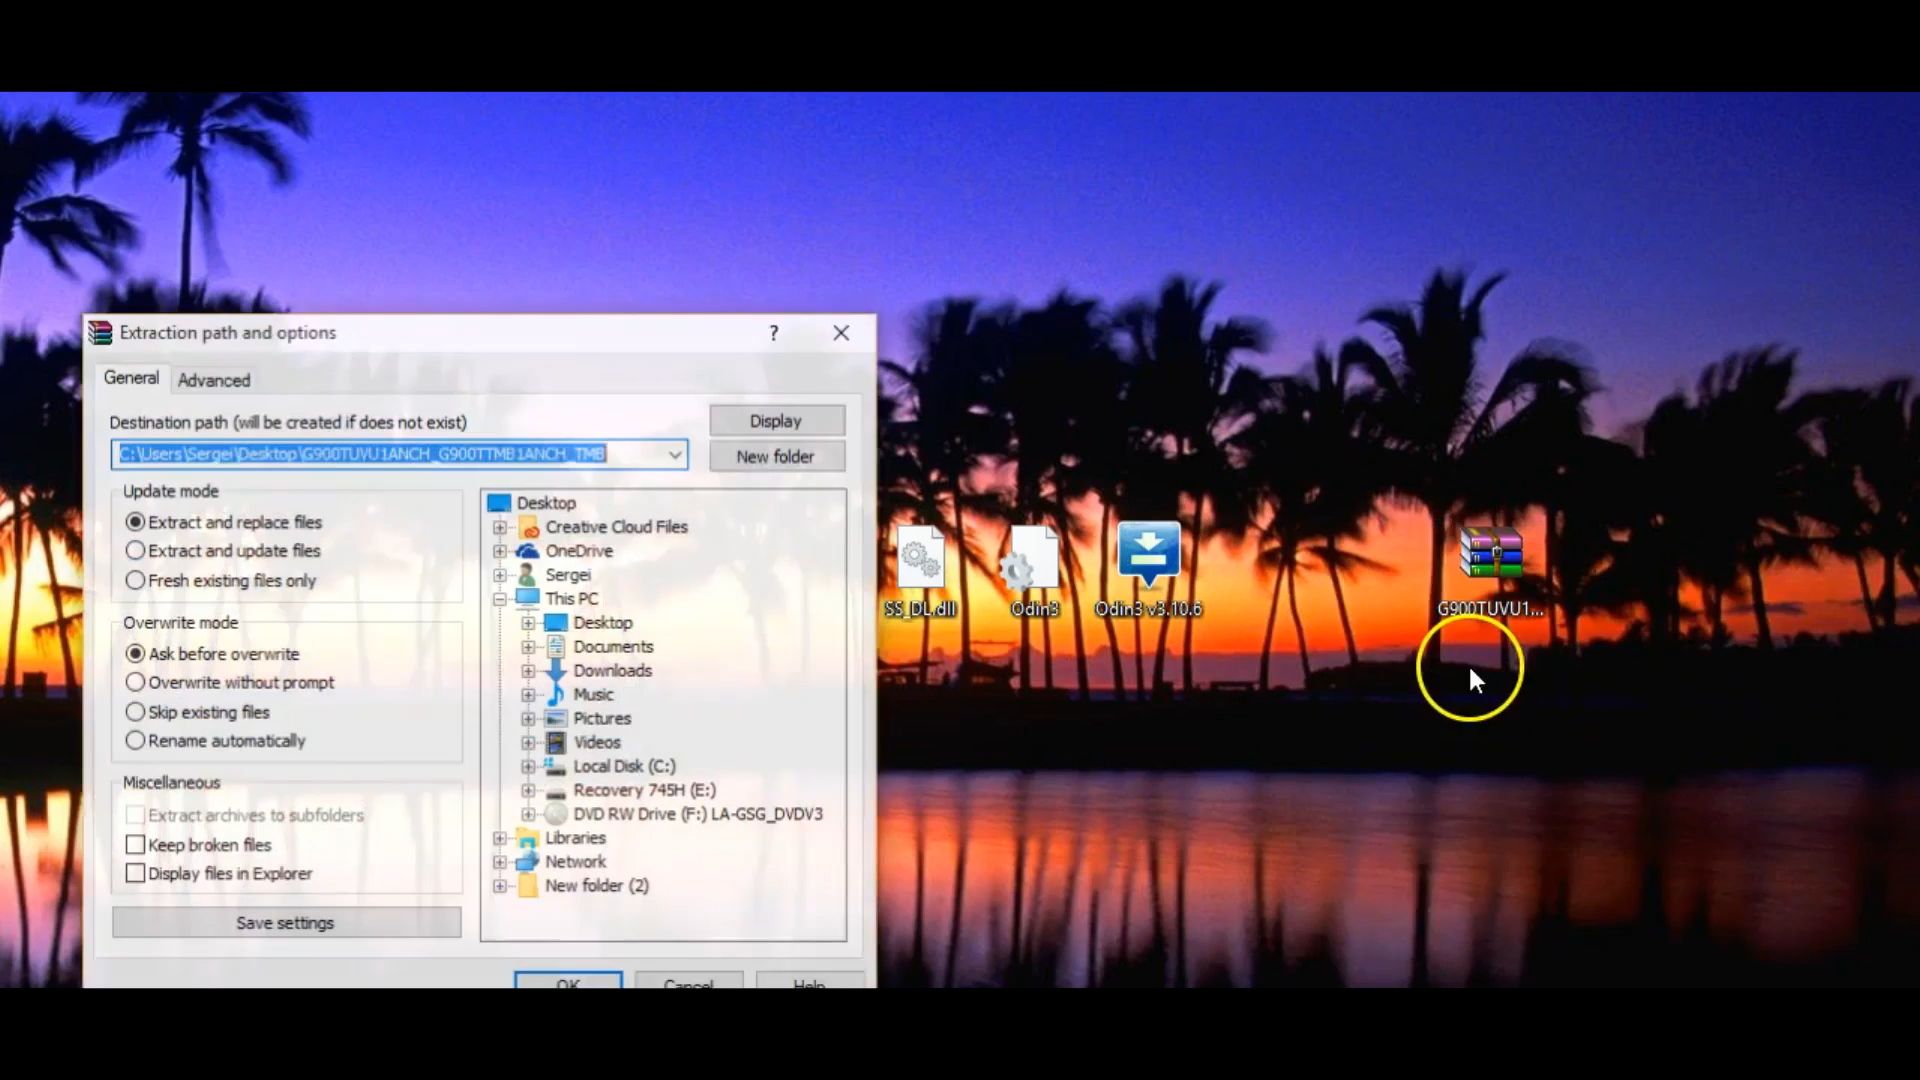 Extraction path and options
?
General
Advanced
Destination path (will be created if does not exist)
Display
C:\Users\Sergei\Desktop\G900TUVU1ANCH_G900TTMB1ANCH_TMB
New folder
Update mode
Extract and replace files
Extract and update files
Fresh existing files only
Overwrite mode
Ask before overwrite
Overwrite without prompt
Skip existing files
Rename automatically
Miscellaneous
Extract archives to subfolders
Keep broken files
Display files in Explorer
Save settings
Desktop
Creative Cloud Files
OneDrive
Sergei
This PC
Desktop
Documents
Downloads
Music
Pictures
Videos
Local Disk (C:)
Recovery 745H (E:)
DVD RW Drive (F:) LA-GSG_DVDV3
Libraries
Network
New folder (2)
OK
Cancel
Help
SS_DL.dll
Odin3
Odin3 v3.10.6
G900TUVU1...